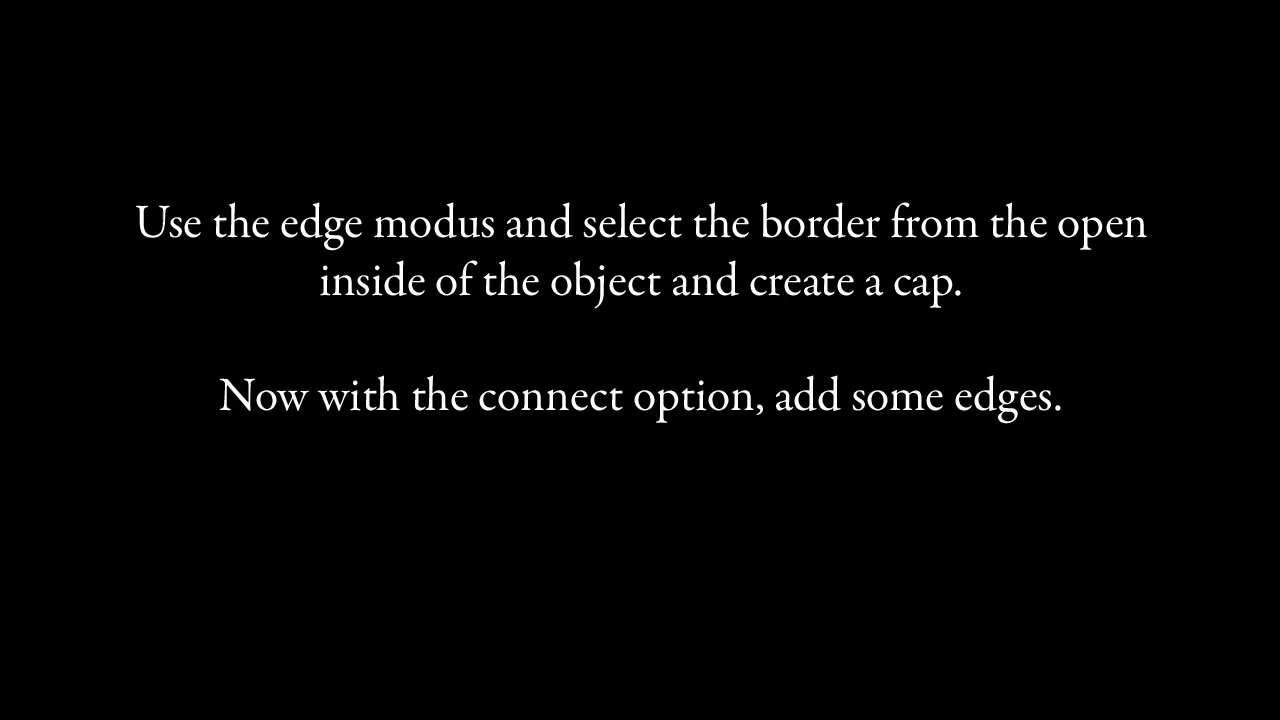 Use the edge modus and select the border from the open
inside of the object and create a cap.
Now with the connect option, add some edges.